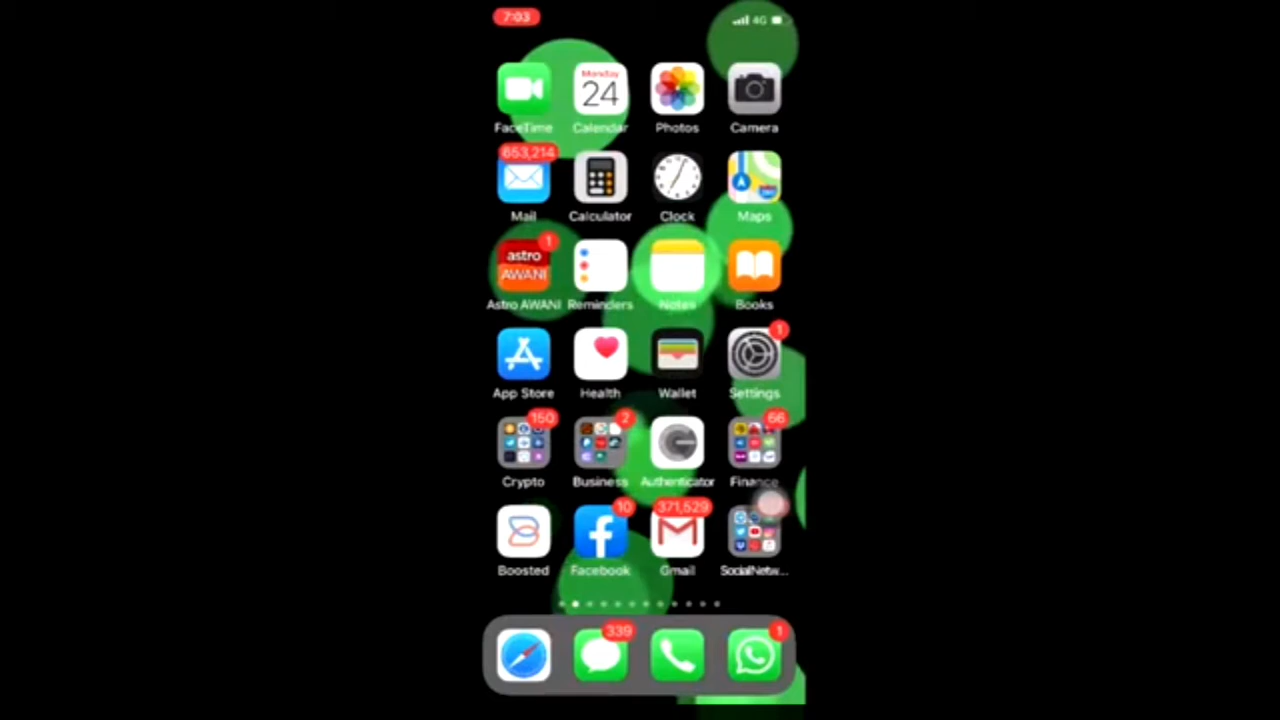 7:03 4G
Monday
24
FaceTime Calendar Photos Camera
653,214
Mail Calculator Clock Maps
1
astro
AWANI
Astro AWANI Reminders Notes Books
1
App Store Health Wallet Settings
150 2 66
Crypto Business Authenticator Finance
10 371,529
Boosted Facebook Gmail SocialNetw...
339 1